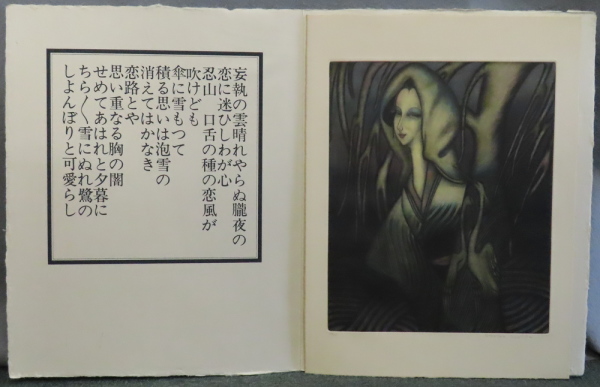 妄執の雲晴れやらぬ朧夜の
恋に迷ひしわが心
忍山 口舌の種の恋風が
吹けども
傘に雪もつて
積る思いは泡雪の
消えてはかなき
恋路とや
思い重なる胸の闇
せめてあはれと夕暮に
ちら〱雪にぬれ鷺の
しよんぼりと可愛らし